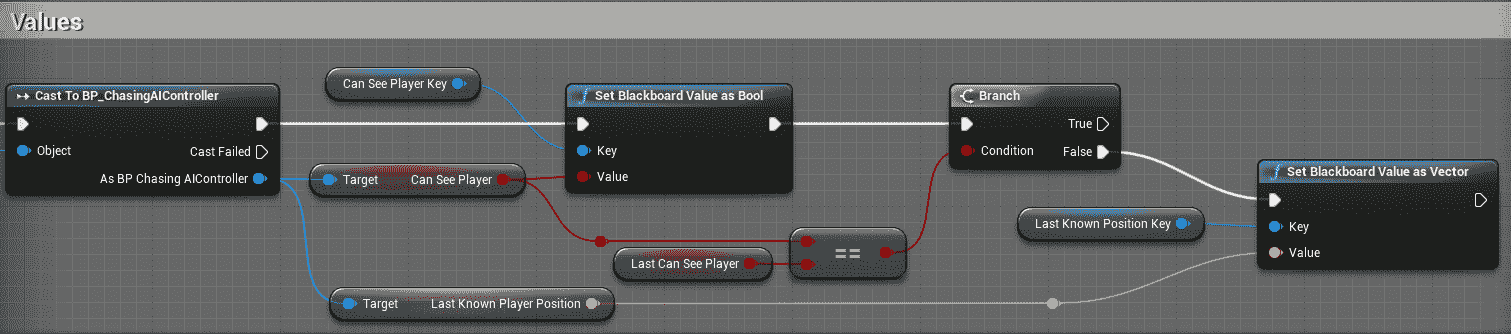 Values
Cast To BP_ChasingAIController
Object
Cast Failed
As BP Chasing AIController
Can See Player Key
Target Can See Player
Set Blackboard Value as Bool
Key
Value
Last Can See Player
==
Target Last Known Player Position
Branch
True
Condition False
Last Known Position Key
Set Blackboard Value as Vector
Key
Value